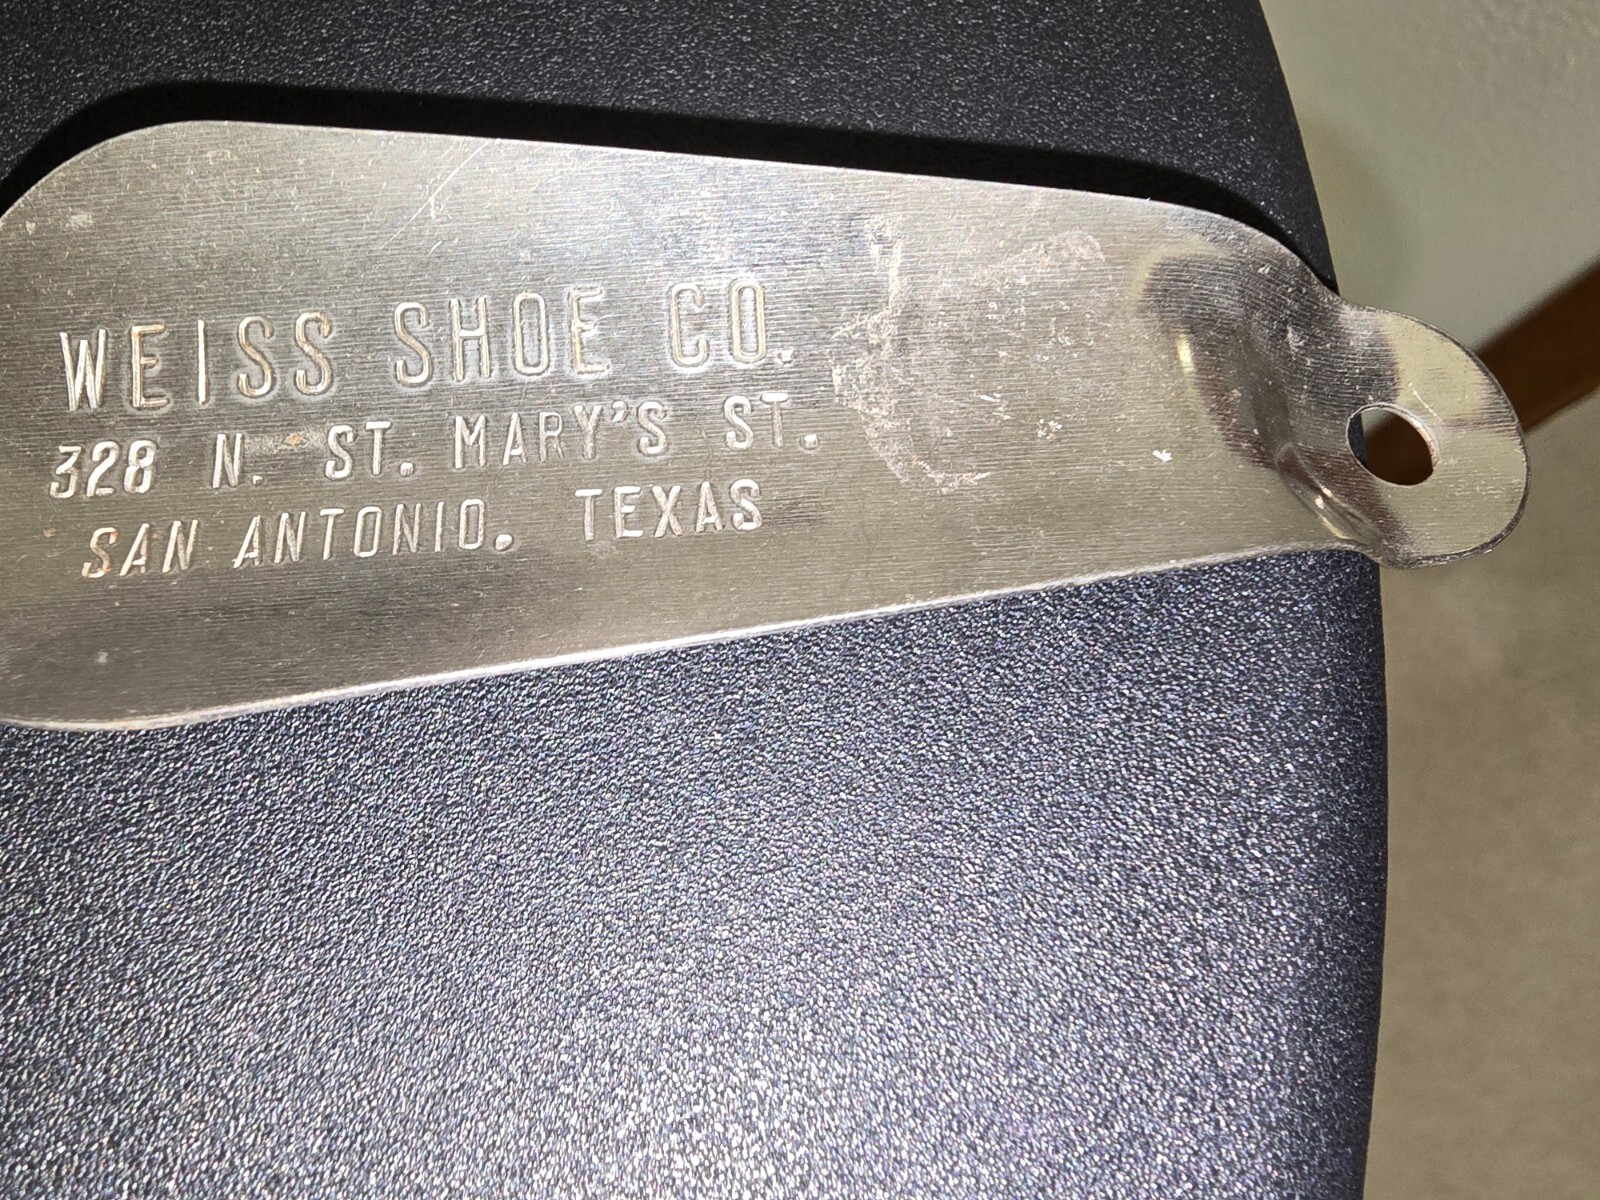 WEISS SHOE CO.
328 N. ST. MARY'S ST.
SAN ANTONIO. TEXAS